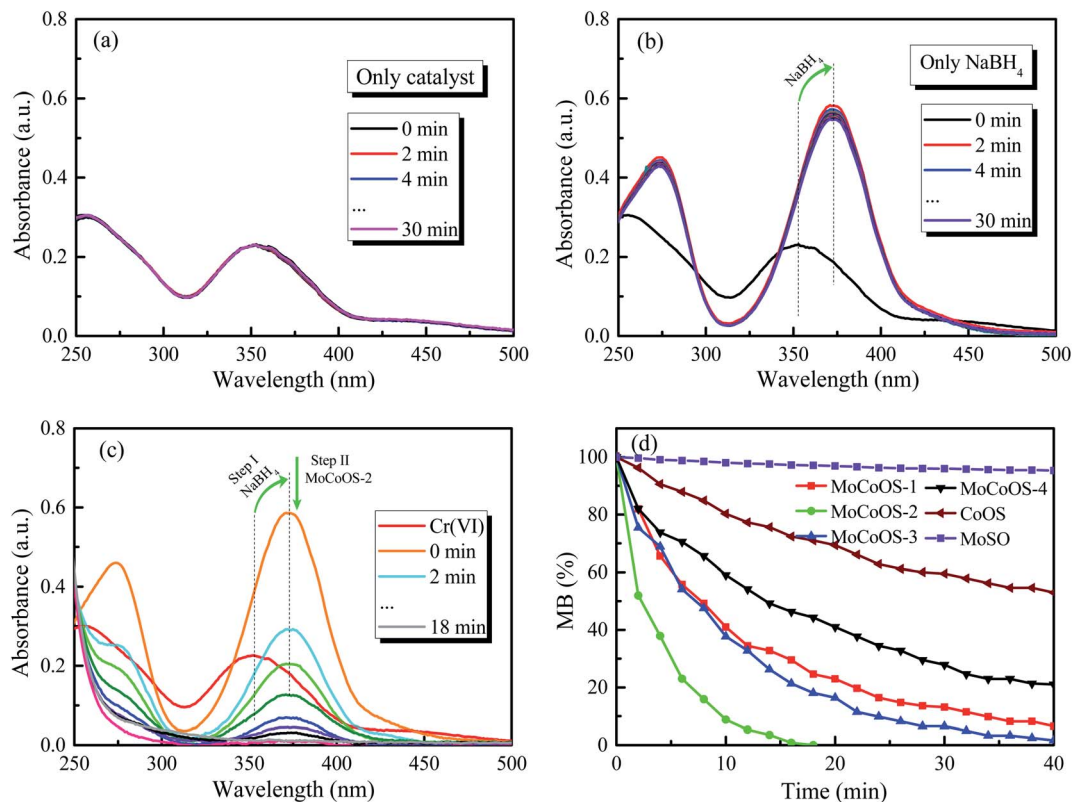 (a)
Only catalyst
0 min
2 min
4 min
...
30 min
Absorbance (a.u.)
0.8
0.6
0.4
0.2
0.0
250 300 350 400 450 500
Wavelength (nm)
(b)
NaBH4
Only NaBH4
0 min
2 min
4 min
...
30 min
Absorbance (a.u.)
0.8
0.6
0.4
0.2
0.0
250 300 350 400 450 500
Wavelength (nm)
(c)
Step I
NaBH4
Step II
MoCoOS-2
Cr(VI)
0 min
2 min
...
18 min
Absorbance (a.u.)
0.8
0.6
0.4
0.2
0.0
250 300 350 400 450 500
Wavelength (nm)
(d)
MoCoOS-1 MoCoOS-4
MoCoOS-2 CoOS
MoCoOS-3 MoSO
MB (%)
100
80
60
40
20
0
0 10 20 30 40
Time (min)